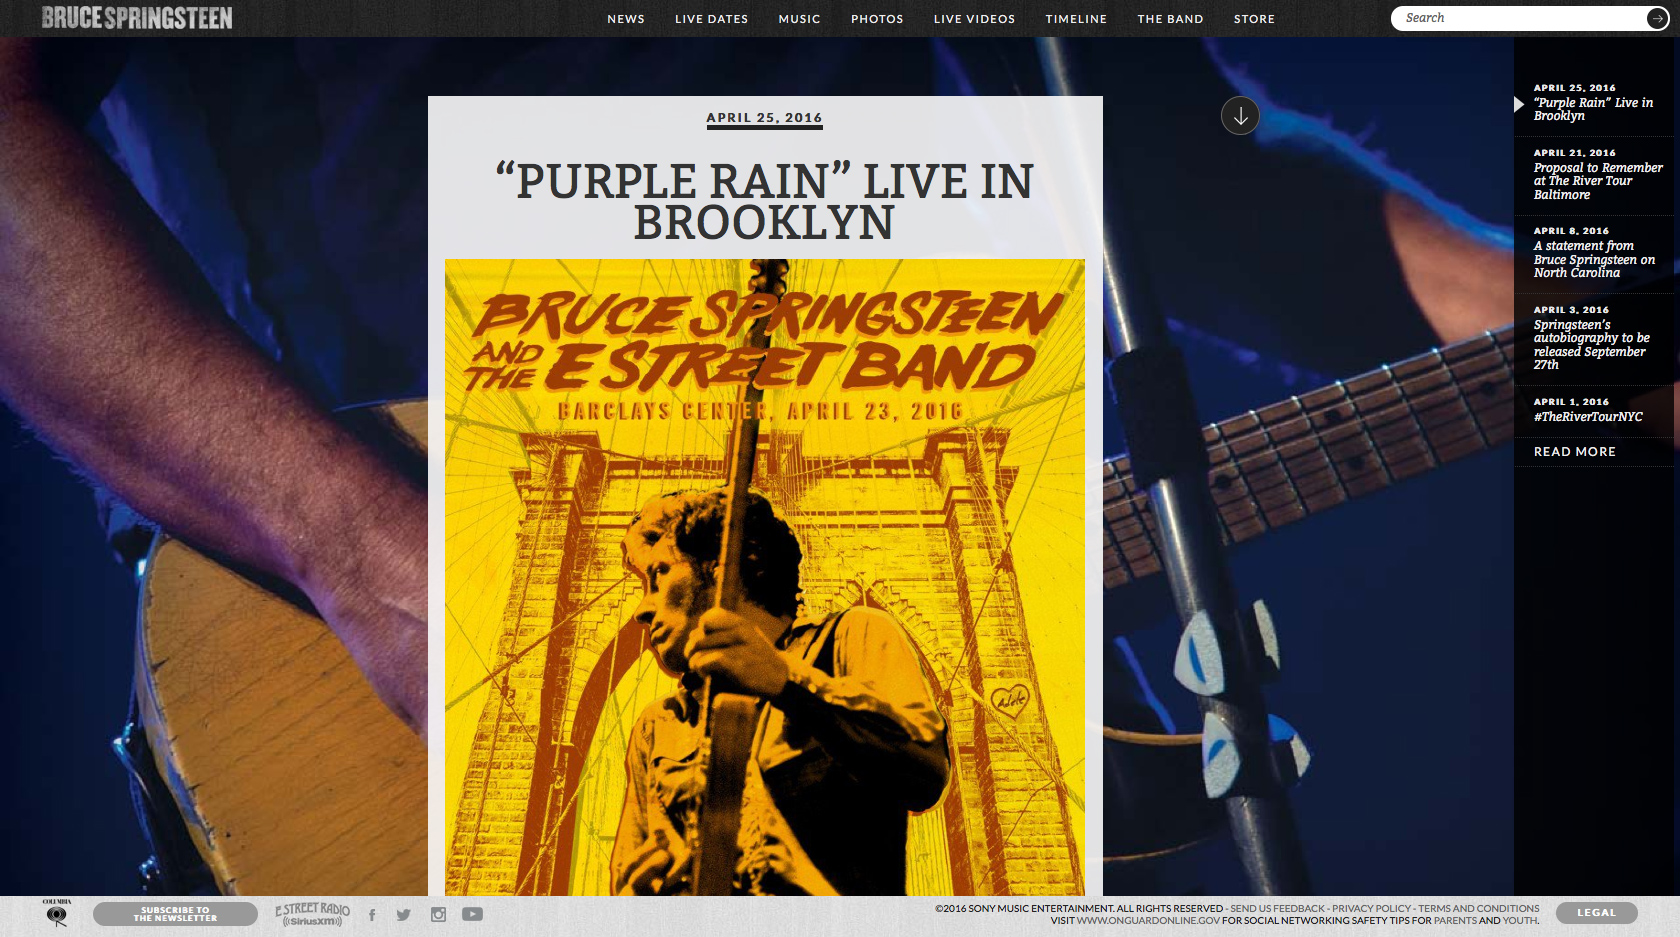 BRUCE SPRINGSTEEN
NEWS
LIVE DATES
MUSIC
PHOTOS
LIVE VIDEOS
TIMELINE
THE BAND
STORE
Search
APRIL 25, 2016
“PURPLE RAIN” LIVE IN
BROOKLYN
BRUCE SPRINGSTEEN
AND THE E STREET BAND
BARCLAYS CENTER, APRIL 23, 2016
APRIL 25, 2016
“Purple Rain” Live in
Brooklyn
APRIL 21, 2016
Proposal to Remember
at The River Tour
Baltimore
APRIL 8, 2016
A statement from
Bruce Springsteen on
North Carolina
APRIL 3, 2016
Springsteen's
autobiography to be
released September
27th
APRIL 1, 2016
#TheRiverTourNYC
READ MORE
COLUMBIA
SUBSCRIBE TO
THE NEWSLETTER
E STREET RADIO
((SiriusXM))
©2016 SONY MUSIC ENTERTAINMENT. ALL RIGHTS RESERVED - SEND US FEEDBACK - PRIVACY POLICY - TERMS AND CONDITIONS
VISIT WWW.ONGUARDONLINE.GOV FOR SOCIAL NETWORKING SAFETY TIPS FOR PARENTS AND YOUTH.
LEGAL